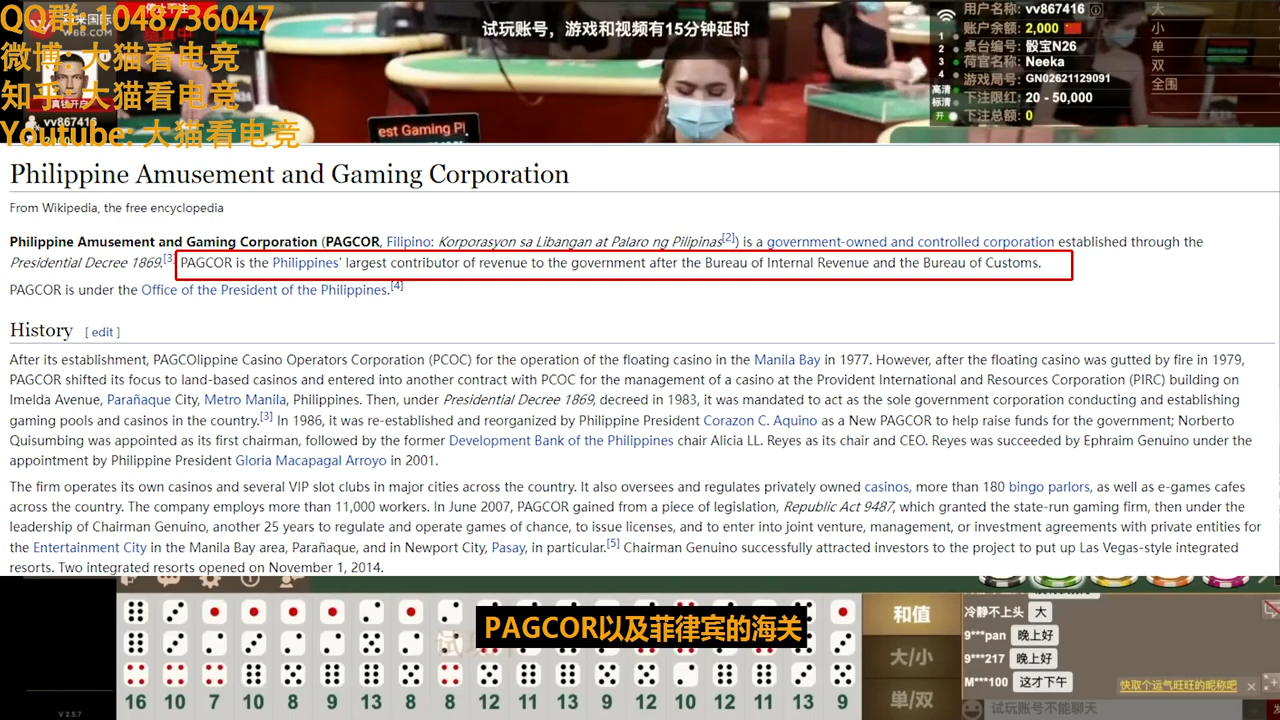 QQ群: 1048736047
微博: 大猫看电竞
知乎: 大猫看电竞
Youtube: 大猫看电竞
真钱开户
vv867416
试玩账号，游戏和视频有15分钟延时
est Gaming Pl
1
2
3
4
高清
标清
开
用户名称: vv867416
账户余额: 2,000
桌台编号: 骰宝N26
荷官名称: Neeka
游戏局号: GN02621129091
下注限红: 20 - 50,000
下注总额: 0
大
小
单
双
全围
Philippine Amusement and Gaming Corporation
From Wikipedia, the free encyclopedia
Philippine Amusement and Gaming Corporation (PAGCOR, Filipino: Korporasyon sa Libangan at Palaro ng Pilipinas[2]) is a government-owned and controlled corporation established through the
Presidential Decree 1869.[3] PAGCOR is the Philippines' largest contributor of revenue to the government after the Bureau of Internal Revenue and the Bureau of Customs.
PAGCOR is under the Office of the President of the Philippines.[4]
History [ edit ]
After its establishment, PAGCOlippine Casino Operators Corporation (PCOC) for the operation of the floating casino in the Manila Bay in 1977. However, after the floating casino was gutted by fire in 1979,
PAGCOR shifted its focus to land-based casinos and entered into another contract with PCOC for the management of a casino at the Provident International and Resources Corporation (PIRC) building on
Imelda Avenue, Parañaque City, Metro Manila, Philippines. Then, under Presidential Decree 1869, decreed in 1983, it was mandated to act as the sole government corporation conducting and establishing
gaming pools and casinos in the country.[3] In 1986, it was re-established and reorganized by Philippine President Corazon C. Aquino as a New PAGCOR to help raise funds for the government; Norberto
Quisumbing was appointed as its first chairman, followed by the former Development Bank of the Philippines chair Alicia LL. Reyes as its chair and CEO. Reyes was succeeded by Ephraim Genuino under the
appointment by Philippine President Gloria Macapagal Arroyo in 2001.
The firm operates its own casinos and several VIP slot clubs in major cities across the country. It also oversees and regulates privately owned casinos, more than 180 bingo parlors, as well as e-games cafes
across the country. The company employs more than 11,000 workers. In June 2007, PAGCOR gained from a piece of legislation, Republic Act 9487, which granted the state-run gaming firm, then under the
leadership of Chairman Genuino, another 25 years to regulate and operate games of chance, to issue licenses, and to enter into joint venture, management, or investment agreements with private entities for
the Entertainment City in the Manila Bay area, Parañaque, and in Newport City, Pasay, in particular.[5] Chairman Genuino successfully attracted investors to the project to put up Las Vegas-style integrated
resorts. Two integrated resorts opened on November 1, 2014.
PAGCOR以及菲律宾的海关
16 10 7 10 8 9 13 8 8 12 11 13 9 12 10 12 11 13 9
和值
大/小
単/双
冷静不上头 大
9***pan 晚上好
9***217 晚上好
M***100 这才下午
快取个运气旺旺的昵称吧
试玩账号不能聊天
V 2.5.7